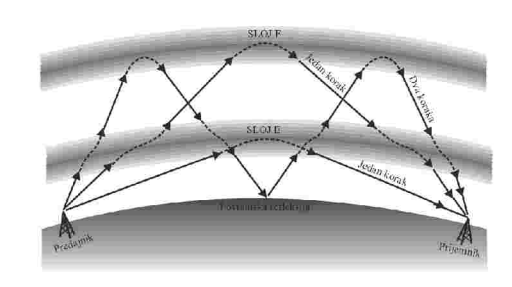 SLOJ F
Jedan korak
Dva koraka
SLOJ E
Jedan korak
Predajnik
Prijemnik